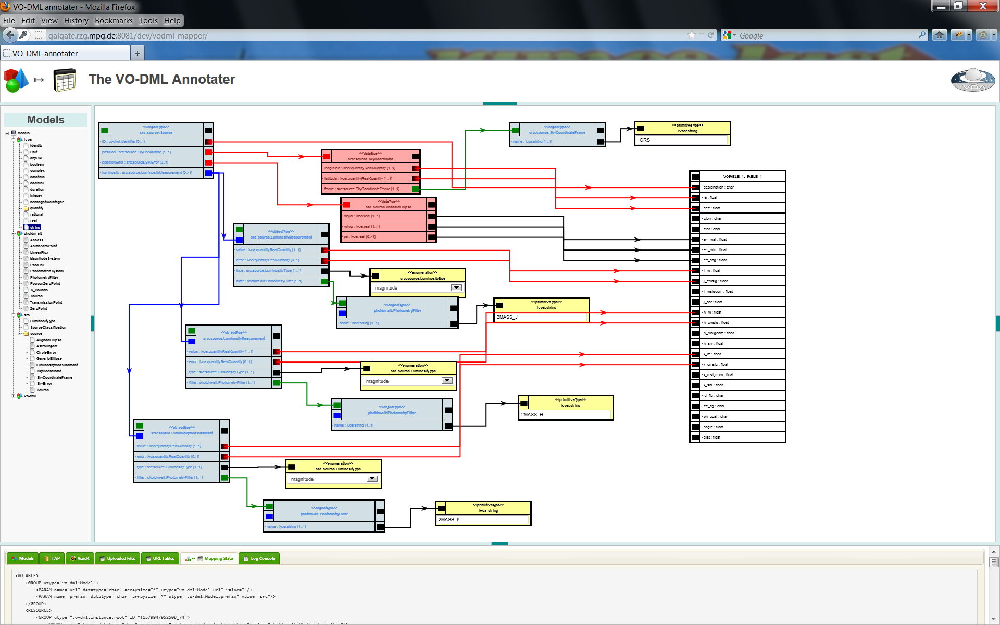 VO-DML annotater - Mozilla Firefox
File Edit View History Bookmarks Tools Help
galgate.rzg.mpg.de:8081/dev/vodml-mapper/
Google
VO-DML annotater
The VO-DML Annotater
IVOA
Models
Models
ivoa
identity
Unit
anyURI
boolean
complex
datetime
decimal
duration
integer
nonnegativeInteger
quantity
rational
real
string
photdm-alt
Access
AsinhZeroPoint
LinearFlux
Magnitude System
PhotCal
Photometric System
PhotometryFilter
PogsonZeroPoint
S_Bounds
Source
TransmissionPoint
ZeroPoint
src
LuminosityType
SourceClassification
source
AlignedEllipse
AstroObject
CircleError
GenericEllipse
LuminosityMeasurement
SkyCoordinate
SkyCoordinateFrame
SkyError
Source
vo-dml
<<objectType>>
src:source.Source
- ID : vo-dml:Identifier [0..1]
- position : src:source.SkyCoordinate [1..1]
- positionError : src:source.SkyError [0..1]
- luminosity : src:source.LuminosityMeasurement [0..-1]
<<dataType>>
src:source.SkyCoordinate
- longitude : ivoa:quantity.RealQuantity [1..1]
- latitude : ivoa:quantity.RealQuantity [1..1]
- frame : src:source.SkyCoordinateFrame [1..1]
<<objectType>>
src:source.SkyCoordinateFrame
- name : ivoa:string [1..1]
<<primitiveType>>
ivoa:string
ICRS
<<dataType>>
src:source.GenericEllipse
- major : ivoa:real [1..1]
- minor : ivoa:real [1..1]
- pa : ivoa:real [0..-1]
<<objectType>>
src:source.LuminosityMeasurement
- value : ivoa:quantity.RealQuantity [1..1]
- error : ivoa:quantity.RealQuantity [0..1]
- type : src:source.LuminosityType [1..1]
- filter : photdm-alt:PhotometryFilter [1..1]
<<enumeration>>
src:source.LuminosityType
magnitude
<<objectType>>
photdm-alt:PhotometryFilter
- name : ivoa:string [1..1]
<<primitiveType>>
ivoa:string
2MASS_J
<<objectType>>
src:source.LuminosityMeasurement
- value : ivoa:quantity.RealQuantity [1..1]
- error : ivoa:quantity.RealQuantity [0..1]
- type : src:source.LuminosityType [1..1]
- filter : photdm-alt:PhotometryFilter [1..1]
<<enumeration>>
src:source.LuminosityType
magnitude
<<objectType>>
photdm-alt:PhotometryFilter
- name : ivoa:string [1..1]
<<primitiveType>>
ivoa:string
2MASS_H
<<objectType>>
src:source.LuminosityMeasurement
- value : ivoa:quantity.RealQuantity [1..1]
- error : ivoa:quantity.RealQuantity [0..1]
- type : src:source.LuminosityType [1..1]
- filter : photdm-alt:PhotometryFilter [1..1]
<<enumeration>>
src:source.LuminosityType
magnitude
<<objectType>>
photdm-alt:PhotometryFilter
- name : ivoa:string [1..1]
<<primitiveType>>
ivoa:string
2MASS_K
VOTABLE_1::TABLE_1
- designation : char
- ra : float
- dec : float
- clon : char
- clat : char
- err_maj : float
- err_min : float
- err_ang : float
- j_m : float
- j_cmsig : float
- j_msigcom : float
- j_snr : float
- h_m : float
- h_cmsig : float
- h_msigcom : float
- h_snr : float
- k_m : float
- k_cmsig : float
- k_msigcom : float
- k_snr : float
- rd_flg : char
- cc_flg : char
- ph_qual : char
- angle : float
- dist : float
Models TAP VizieR Uploaded Files URL Tables Mapping State Log Console
<VOTABLE>
<GROUP utype="vo-dml:Model">
<PARAM name="url" datatype="char" arraysize="*" utype="vo-dml:Model.url" value=""/>
<PARAM name="prefix" datatype="char" arraysize="*" utype="vo-dml:Model.prefix" value="src"/>
</GROUP>
<RESOURCE>
<GROUP utype="vo-dml:Instance.root" ID="T1379947052508_74">
<PARAM name="type" datatype="char" arraysize="*" utype="vo-dml:Instance.type" value="photdm-alt:PhotometryFilter"/>